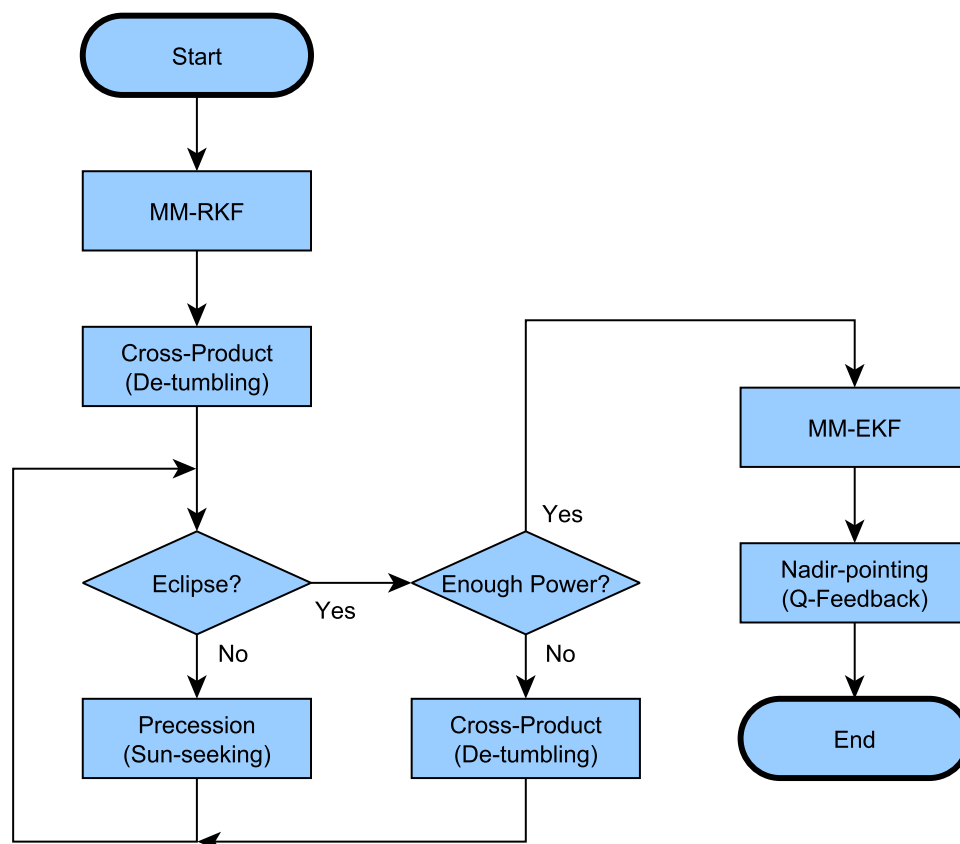 Start
MM-RKF
Cross-Product
(De-tumbling)
Eclipse?
Yes
No
Precession
(Sun-seeking)
Enough Power?
Yes
No
Cross-Product
(De-tumbling)
MM-EKF
Nadir-pointing
(Q-Feedback)
End